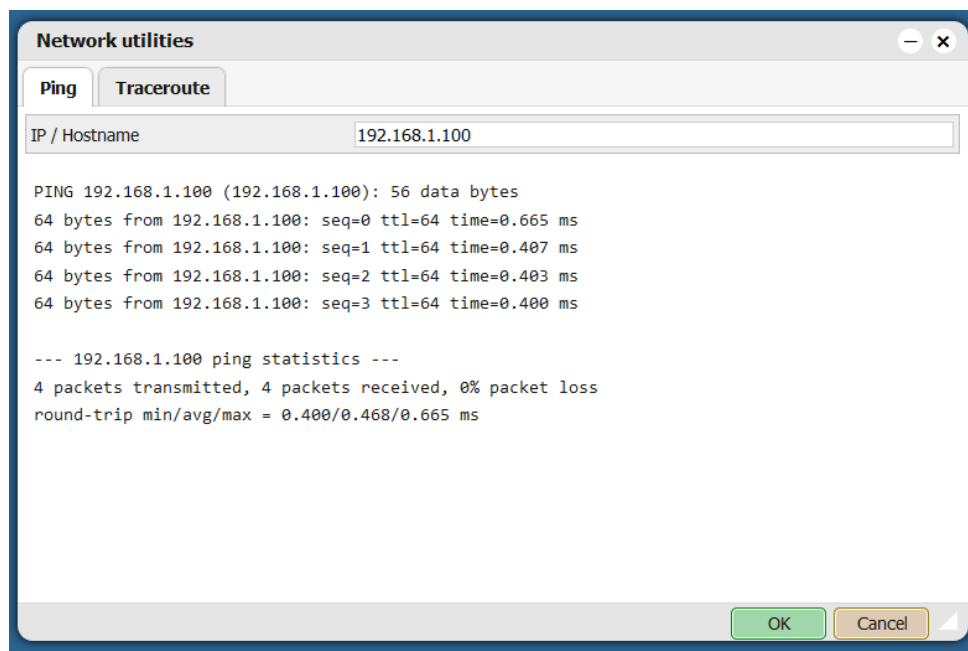 Network utilities
Ping Traceroute
IP / Hostname 192.168.1.100
PING 192.168.1.100 (192.168.1.100): 56 data bytes
64 bytes from 192.168.1.100: seq=0 ttl=64 time=0.665 ms
64 bytes from 192.168.1.100: seq=1 ttl=64 time=0.407 ms
64 bytes from 192.168.1.100: seq=2 ttl=64 time=0.403 ms
64 bytes from 192.168.1.100: seq=3 ttl=64 time=0.400 ms
--- 192.168.1.100 ping statistics ---
4 packets transmitted, 4 packets received, 0% packet loss
round-trip min/avg/max = 0.400/0.468/0.665 ms
OK Cancel